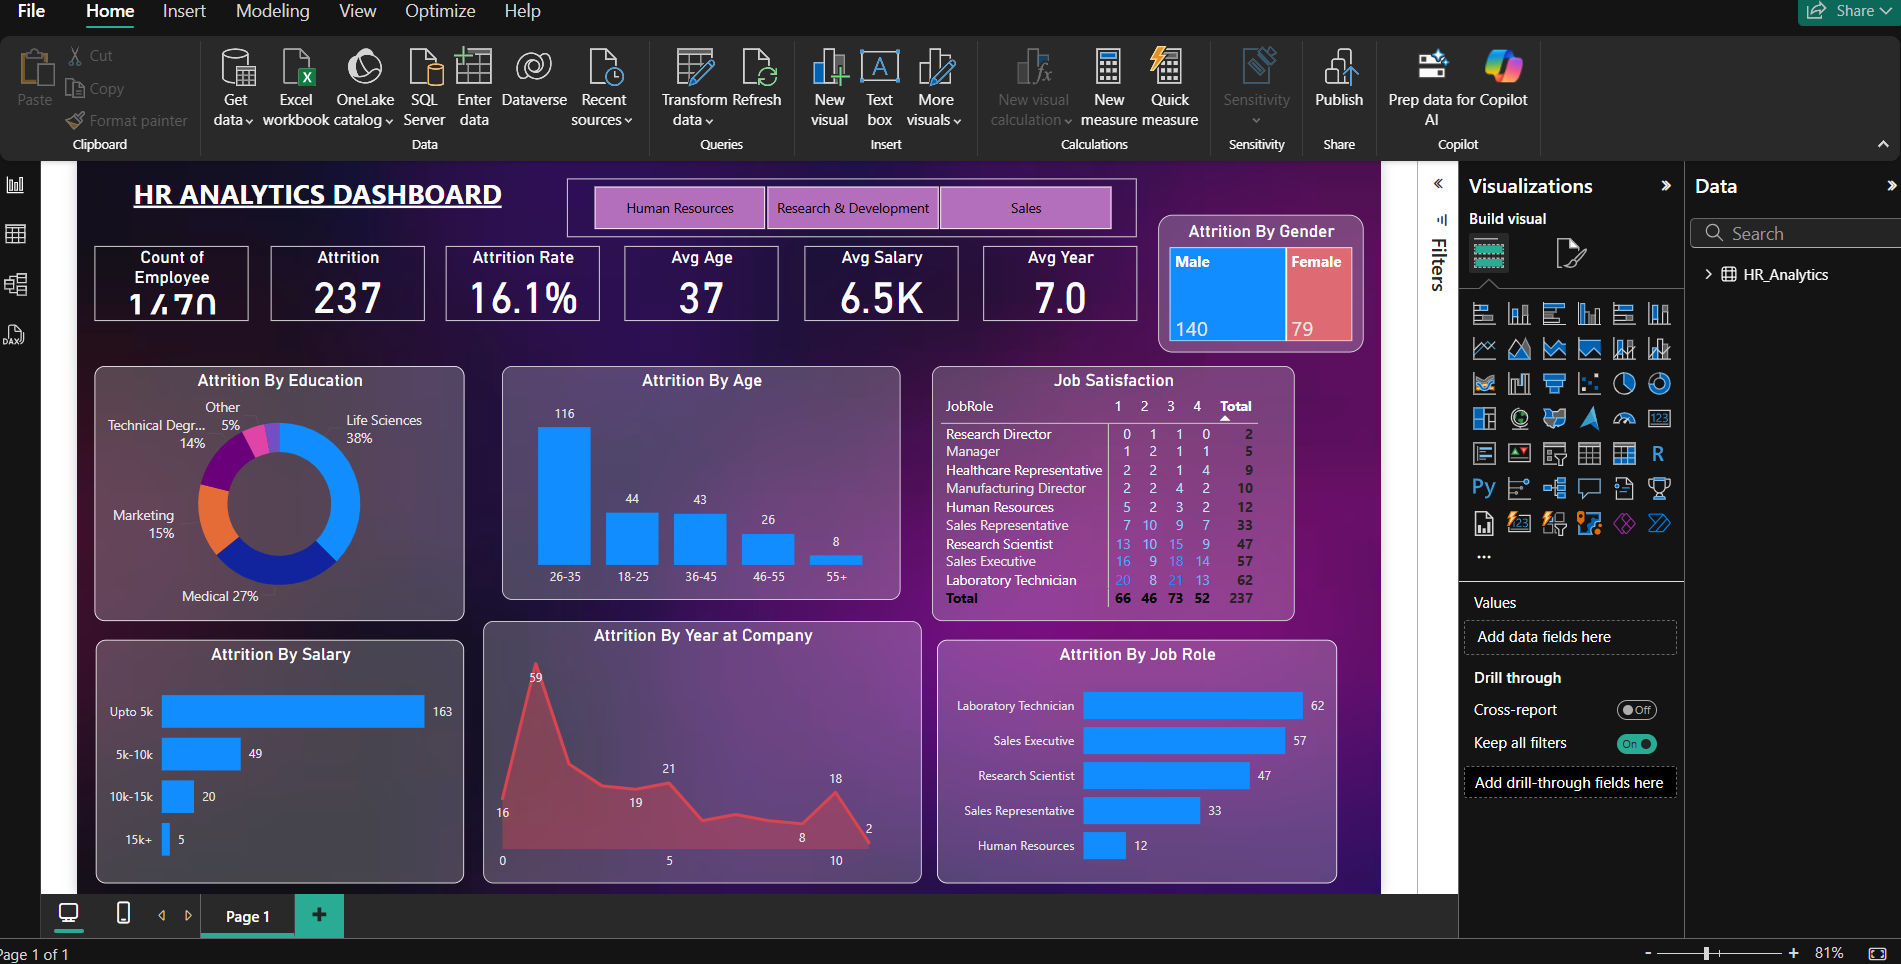 File Home Insert Modeling View Optimize Help
Share
Paste
Cut
Copy
Format painter
Clipboard
Get data
Excel workbook
OneLake catalog
SQL Server
Enter data
Dataverse
Recent sources
Data
Transform data
Refresh
Queries
New visual
Text box
More visuals
Insert
New visual calculation
New measure
Quick measure
Calculations
Sensitivity
Sensitivity
Publish
Share
Prep data for AI
Copilot
Copilot
HR ANALYTICS DASHBOARD
Human Resources
Research & Development
Sales
Count of Employee
1470
Attrition
237
Attrition Rate
16.1%
Avg Age
37
Avg Salary
6.5K
Avg Year
7.0
Attrition By Gender
Male
140
Female
79
Attrition By Education
Other 5%
Life Sciences 38%
Technical Degr... 14%
Marketing 15%
Medical 27%
Attrition By Age
116
44
43
26
8
26-35 18-25 36-45 46-55 55+
Job Satisfaction
JobRole 1 2 3 4 Total
Research Director 0 1 1 0 2
Manager 1 2 1 1 5
Healthcare Representative 2 2 1 4 9
Manufacturing Director 2 2 4 2 10
Human Resources 5 2 3 2 12
Sales Representative 7 10 9 7 33
Research Scientist 13 10 15 9 47
Sales Executive 16 9 18 14 57
Laboratory Technician 20 8 21 13 62
Total 66 46 73 52 237
Attrition By Salary
Upto 5k 163
5k-10k 49
10k-15k 20
15k+ 5
Attrition By Year at Company
59
16
19
21
8
18
2
0 5 10
Attrition By Job Role
Laboratory Technician 62
Sales Executive 57
Research Scientist 47
Sales Representative 33
Human Resources 12
Filters
Visualizations
Build visual
123
R
Py
123
...
Values
Add data fields here
Drill through
Cross-report Off
Keep all filters On
Add drill-through fields here
Data
Search
HR_Analytics
DAX
Page 1
+
Page 1 of 1
- + 81%